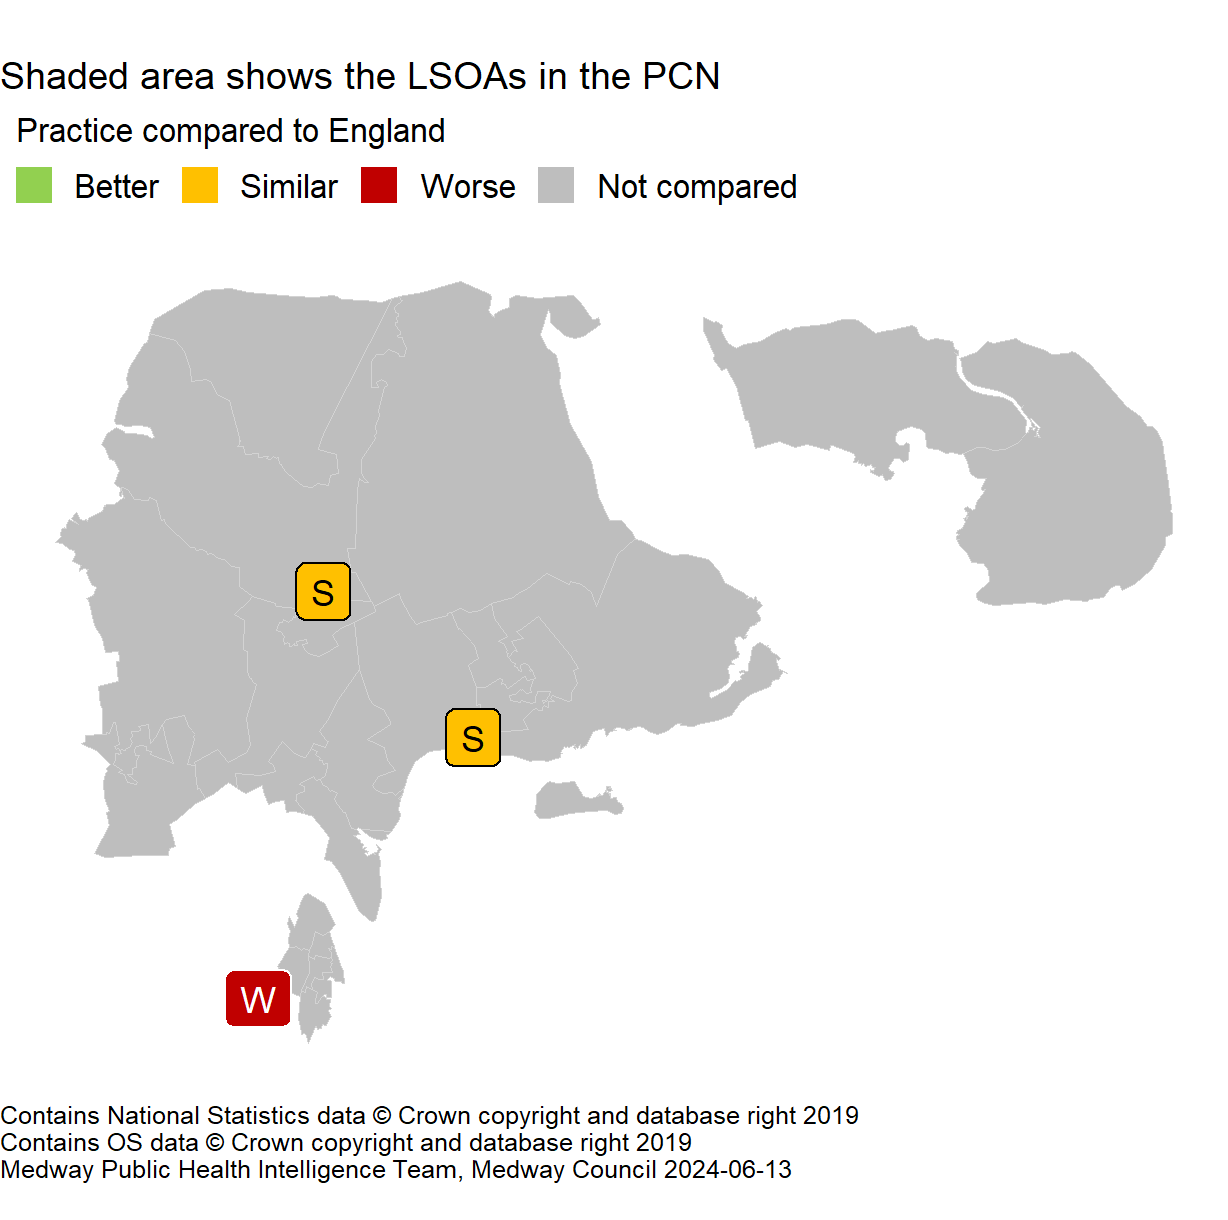 Shaded area shows the LSOAs in the PCN
Practice compared to England
Better Similar Worse Not compared
S
S
W
Contains National Statistics data © Crown copyright and database right 2019
Contains OS data © Crown copyright and database right 2019
Medway Public Health Intelligence Team, Medway Council 2024-06-13